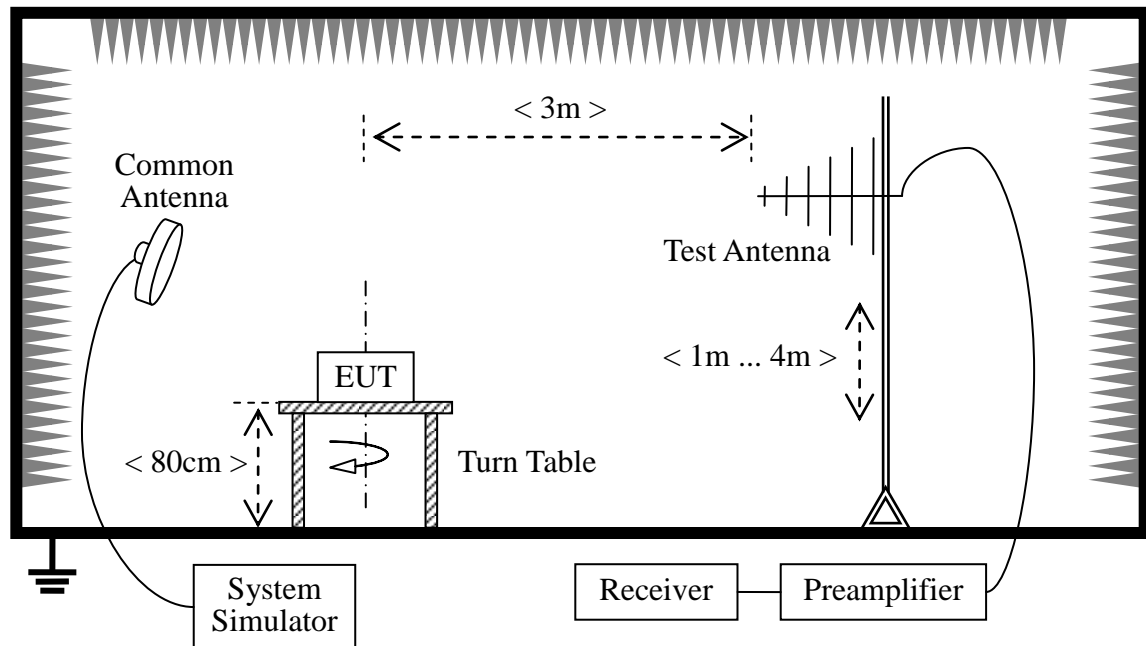 < 3m >
Common
Antenna
Test Antenna
< 1m ... 4m >
EUT
< 80cm >
Turn Table
System
Simulator
Receiver
Preamplifier